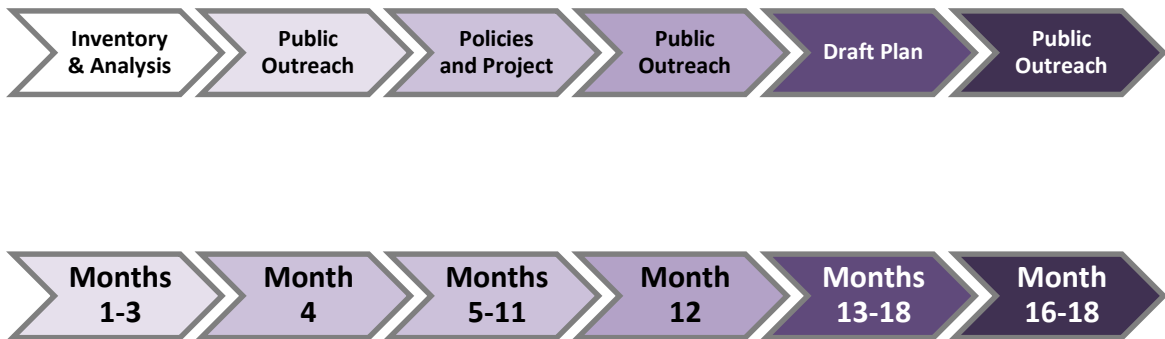 Inventory
& Analysis
Public
Outreach
Policies
and Project
Public
Outreach
Draft Plan
Public
Outreach
Months
1-3
Month
4
Months
5-11
Month
12
Months
13-18
Month
16-18